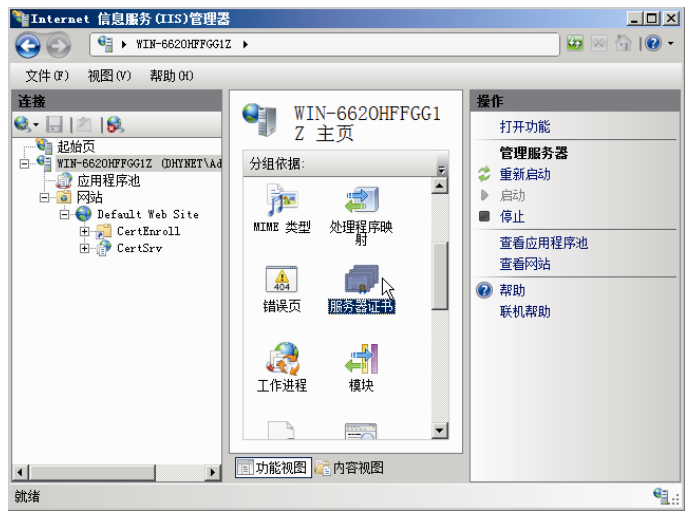 Internet 信息服务(IIS)管理器
WIN-6620HFFGG1Z
文件(F) 视图(V) 帮助(H)
连接
起始页
WIN-6620HFFGG1Z (DHYNET\Ad
应用程序池
网站
Default Web Site
CertEnroll
CertSrv
WIN-6620HFFGG1
Z 主页
分组依据:
MIME 类型
处理程序映
射
404
错误页
服务器证书
工作进程
模块
功能视图
内容视图
操作
打开功能
管理服务器
重新启动
启动
停止
查看应用程序池
查看网站
帮助
联机帮助
就绪